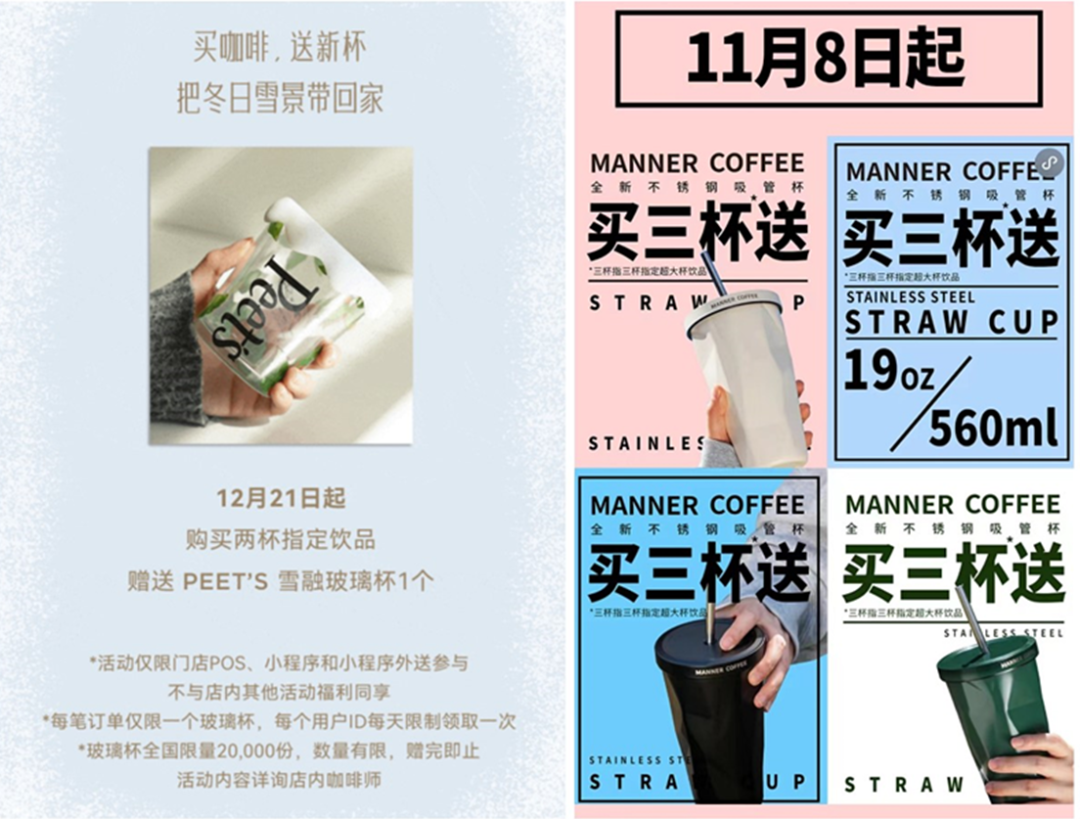 买咖啡，送新杯
把冬日雪景带回家
Peet's
12月21日起
购买两杯指定饮品
赠送 PEET'S 雪融玻璃杯1个
*活动仅限门店POS、小程序和小程序外送参与
不与店内其他活动福利同享
*每笔订单仅限一个玻璃杯，每个用户ID每天限制领取一次
*玻璃杯全国限量20,000份，数量有限，赠完即止
活动内容详询店内咖啡师
11月8日起
MANNER COFFEE
全新不锈钢吸管杯
买三杯送*
*三杯指三杯指定超大杯饮品
STRAW
P
MANNER COFFEE
STAINLES
MANNER COFFEE
全新不锈钢吸管杯
买三杯送*
*三杯指三杯指定超大杯饮品
STAINLESS STEEL
STRAW CUP
19oz/
560ml
MANNER COFFEE
全新不锈钢吸管杯
买三杯送*
*三杯指三杯指定超大杯饮品
MANNER COFFEE
STAINLESS STE
STRA CUP
MANNER COFFEE
全新不锈钢吸管杯
买三杯送*
*三杯指三杯指定超大杯饮品
STAINLESS STEEL
MANNER
STRAW